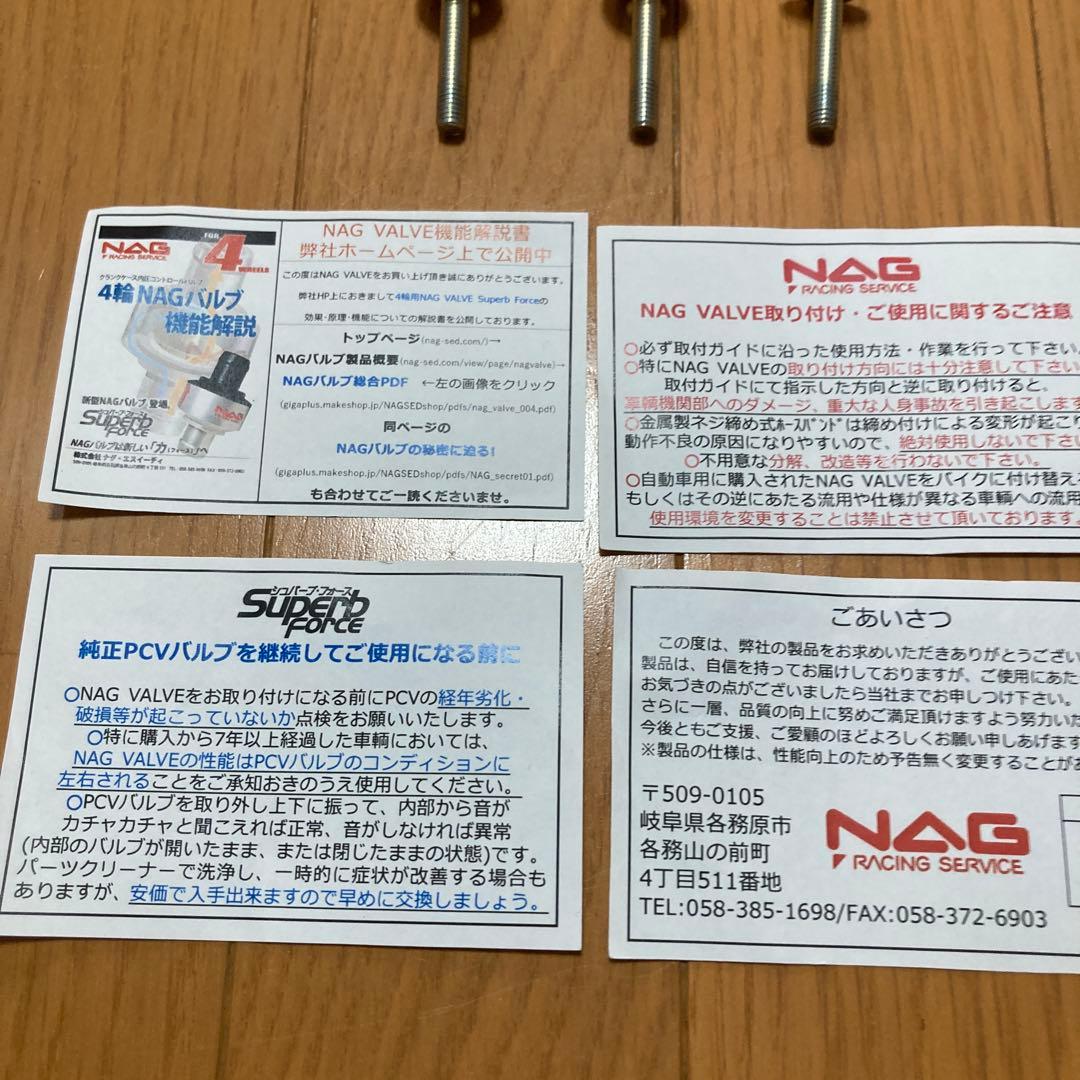 NAG
RACING SERVICE
FOR
4
WHEELS
クランクケース内圧コントロールバルブ
4輪NAGバルブ
機能解説
新型NAGバルブ 登場
Superb
Force
NAG
NAGバルブは新しい「力(フォース)」へ
株式会社 ナグ・エスイーディ
NAG VALVE機能解説書
弊社ホームページ上で公開中
この度はNAG VALVEをお買い上げ頂き誠にありがとうございます。
弊社HP上におきまして4輪用NAG VALVE Superb Forceの
効果・原理・機能についての解説書を公開しております。
トップページ(nag-sed.com/)→
NAGバルブ製品概要(nag-sed.com/view/page/nagvalve)→
NAGバルブ総合PDF ←左の画像をクリック
(gigaplus.makeshop.jp/NAGSEDshop/pdfs/nag_valve_004.pdf)
同ページの
NAGバルブの秘密に迫る!
(gigaplus.makeshop.jp/NAGSEDshop/pdfs/NAG_secret01.pdf)
も合わせてご一読くださいませ。
NAG
RACING SERVICE
NAG VALVE取り付け・ご使用に関するご注意
○必ず取付ガイドに沿った使用方法・作業を行って下さい。
○特にNAG VALVEの取り付け方向には十分注意して下さい
取付ガイドにて指示した方向と逆に取り付けると、
車輌機関部へのダメージ、重大な人身事故を引き起こします
○金属製ネジ締め式ホースバンドは締め付けによる変形が起こり
動作不良の原因になりやすいので、絶対使用しないで下さい
○不用意な分解、改造等を行わないで下さい。
○自動車用に購入されたNAG VALVEをバイクに付け替え
もしくはその逆にあたる流用や仕様が異なる車輌への流用
使用環境を変更することは禁止させて頂いております。
シュパーブ・フォース
Superb
Force
純正PCVバルブを継続してご使用になる前に
○NAG VALVEをお取り付けになる前にPCVの経年劣化・
破損等が起こっていないか点検をお願いいたします。
○特に購入から7年以上経過した車輌においては、
NAG VALVEの性能はPCVバルブのコンディションに
左右されることをご承知おきのうえ使用してください。
○PCVバルブを取り外し上下に振って、内部から音が
カチャカチャと聞こえれば正常、音がしなければ異常
(内部のバルブが開いたまま、または閉じたままの状態)です。
パーツクリーナーで洗浄し、一時的に症状が改善する場合も
ありますが、安価で入手出来ますので早めに交換しましょう。
ごあいさつ
この度は、弊社の製品をお求めいただきありがとうござい
製品は、自信を持ってお届けしておりますが、ご使用にあた
お気づきの点がございましたら当社までお申しつけ下さい。
さらに一層、品質の向上に努めご満足頂けますよう努力いた
今後ともご支援、ご愛顧のほどよろしくお願い申しあげます
※製品の仕様は、性能向上のため予告無く変更することが
〒509-0105
岐阜県各務原市
各務山の前町
4丁目511番地
NAG
RACING SERVICE
TEL:058-385-1698/FAX:058-372-6903